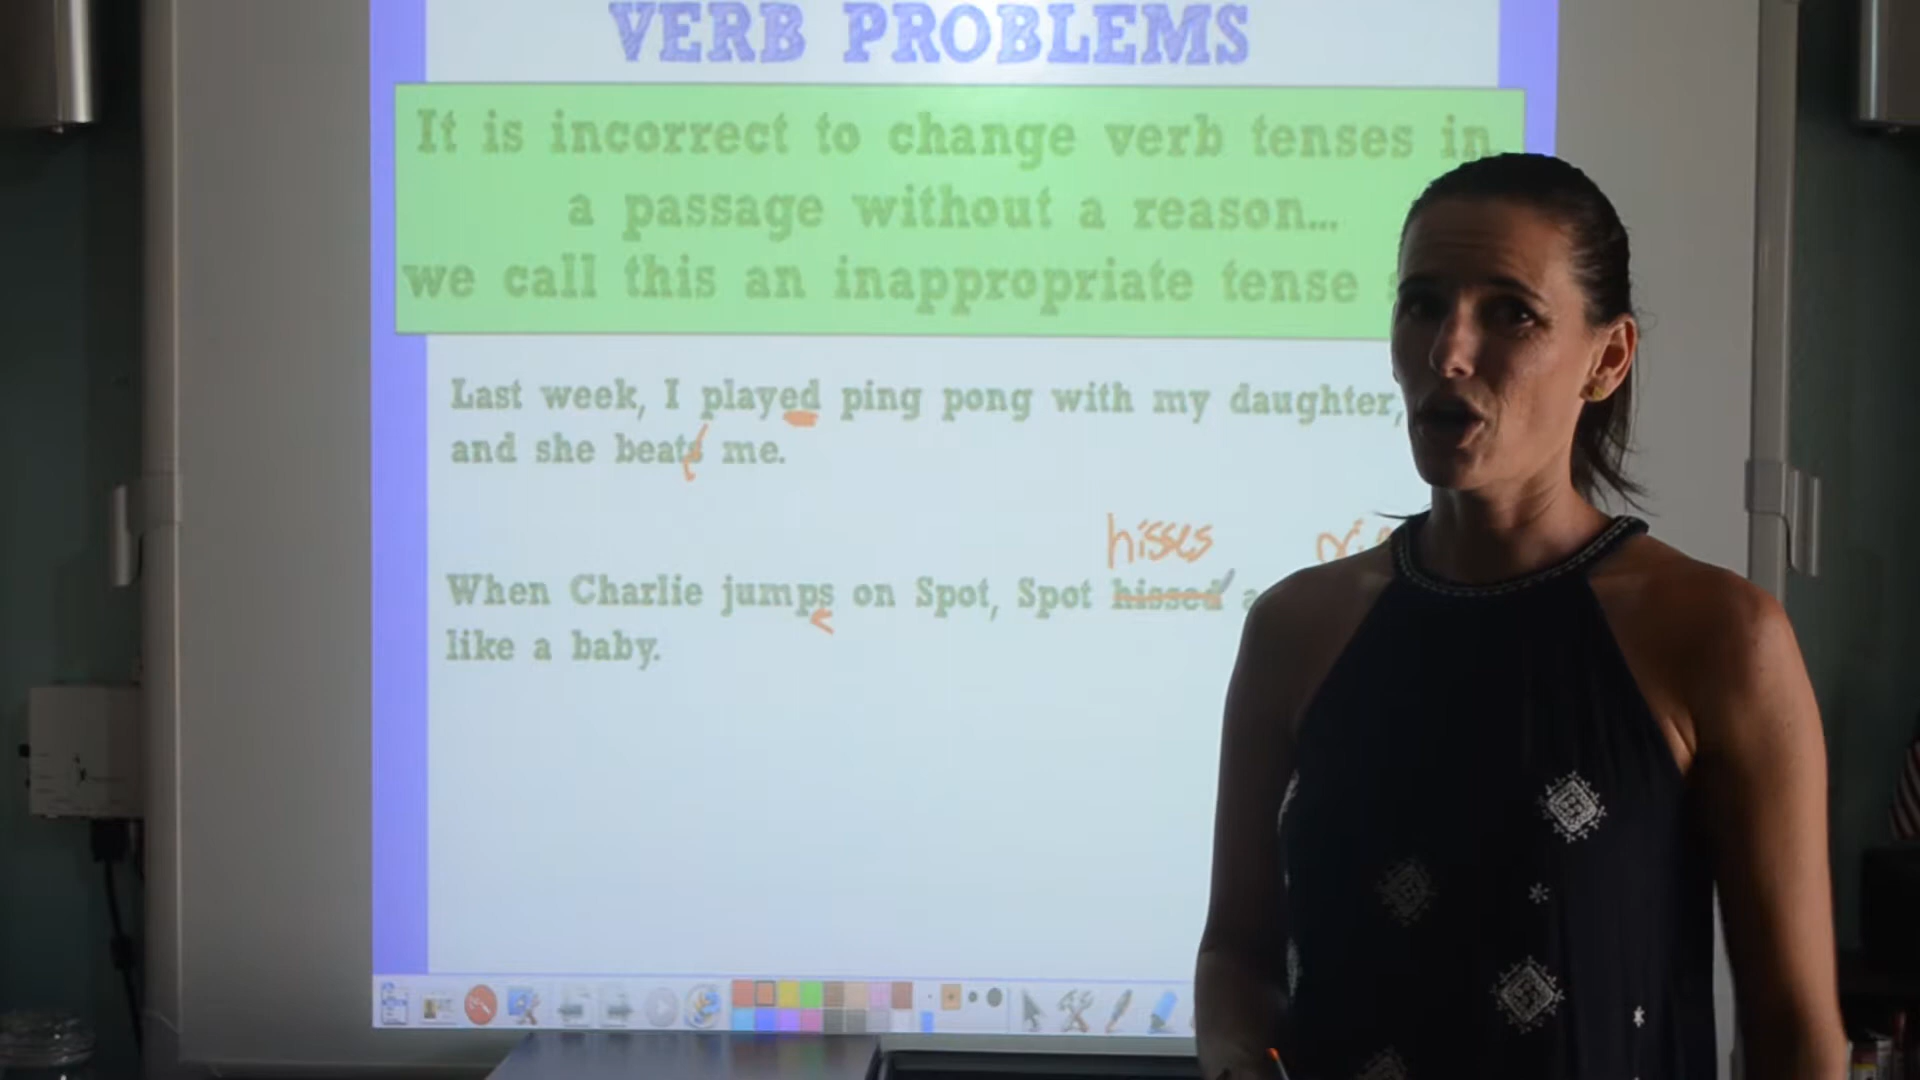 VERB PROBLEMS
It is incorrect to change verb tenses in
a passage without a reason...
we call this an inappropriate tense
Last week, I played ping pong with my daughter,
and she beats me.
hisses
When Charlie jumps on Spot, Spot hissed
like a baby.